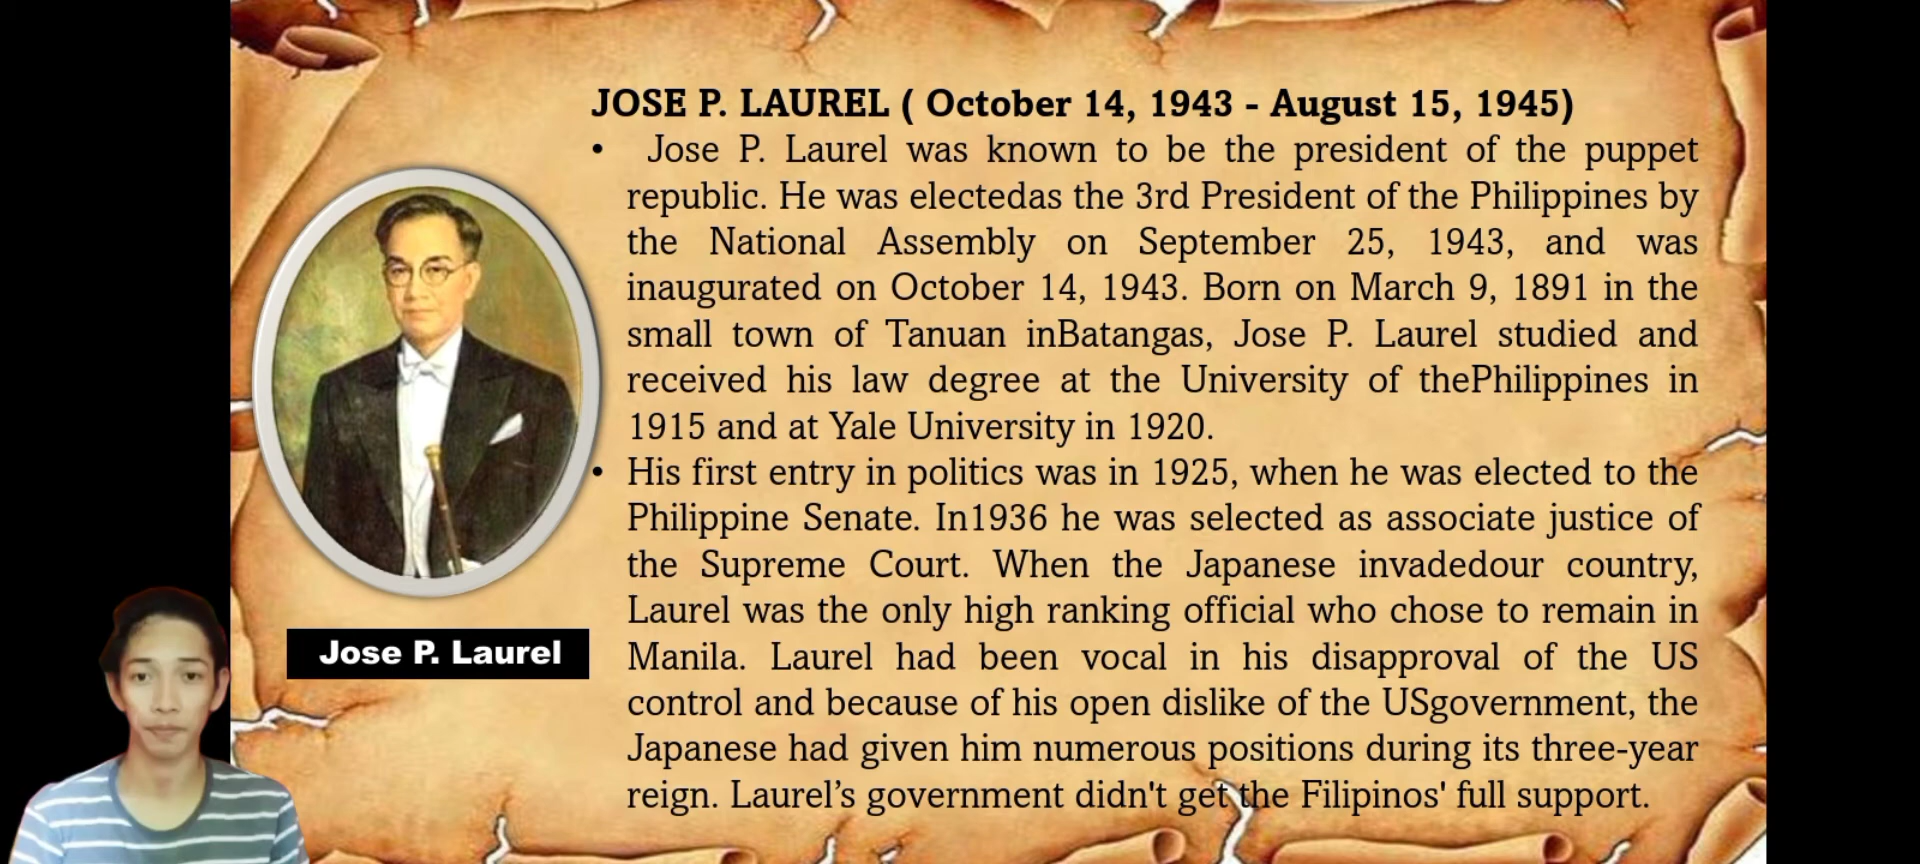 JOSE P. LAUREL ( October 14, 1943 - August 15, 1945)
• Jose P. Laurel was known to be the president of the puppet
republic. He was electedas the 3rd President of the Philippines by
the National Assembly on September 25, 1943, and was
inaugurated on October 14, 1943. Born on March 9, 1891 in the
small town of Tanuan inBatangas, Jose P. Laurel studied and
received his law degree at the University of thePhilippines in
1915 and at Yale University in 1920.
• His first entry in politics was in 1925, when he was elected to the
Philippine Senate. In1936 he was selected as associate justice of
the Supreme Court. When the Japanese invadedour country,
Laurel was the only high ranking official who chose to remain in
Manila. Laurel had been vocal in his disapproval of the US
control and because of his open dislike of the USgovernment, the
Japanese had given him numerous positions during its three-year
reign. Laurel’s government didn't get the Filipinos' full support.
Jose P. Laurel